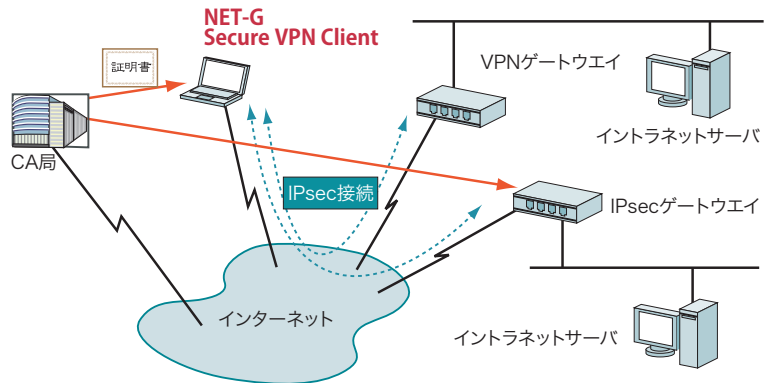 NET-G
Secure VPN Client
証明書
VPNゲートウエイ
イントラネットサーバ
CA局
IPsec接続
IPsecゲートウエイ
インターネット
イントラネットサーバ